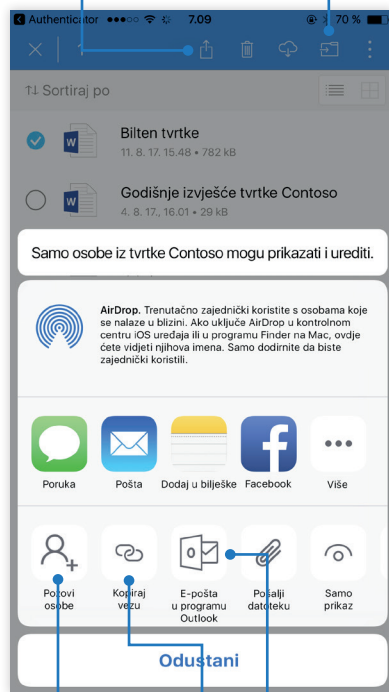 Authenticator 7.09 70 %
1
↑↓ Sortiraj po
Bilten tvrtke
11. 8. 17. 15.48 • 782 kB
Godišnje izvješće tvrtke Contoso
4. 8. 17., 16.01 • 29 kB
Samo osobe iz tvrtke Contoso mogu prikazati i urediti.
AirDrop. Trenutačno zajednički koristite s osobama koje
se nalaze u blizini. Ako uključe AirDrop u kontrolnom
centru iOS uređaja ili u programu Finder na Mac, ovdje
ćete vidjeti njihova imena. Samo dodirnite da biste
zajednički koristili.
Poruka Pošta Dodaj u bilješke Facebook Više
Pozovi Kopiraj E-pošta Pošalji Samo
osobe vezu u programu datoteku prikaz
Outlook
Odustani